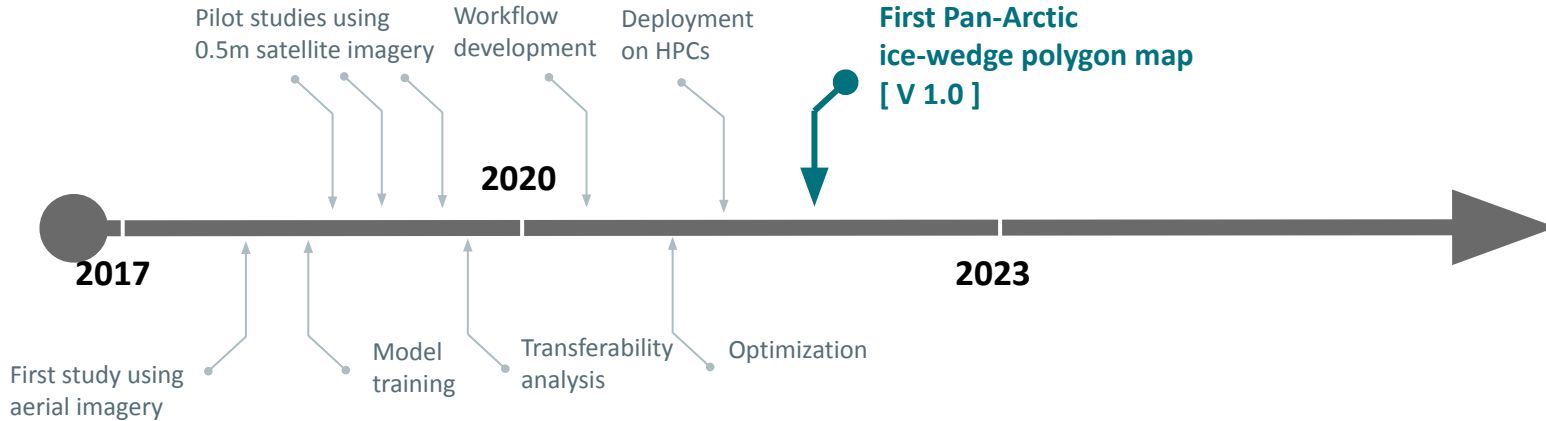 Pilot studies using
0.5m satellite imagery
Workflow
development
Deployment
on HPCs
First Pan-Arctic
ice-wedge polygon map
[ V 1.0 ]
2020
2017
2023
First study using
aerial imagery
Model
training
Transferability
analysis
Optimization